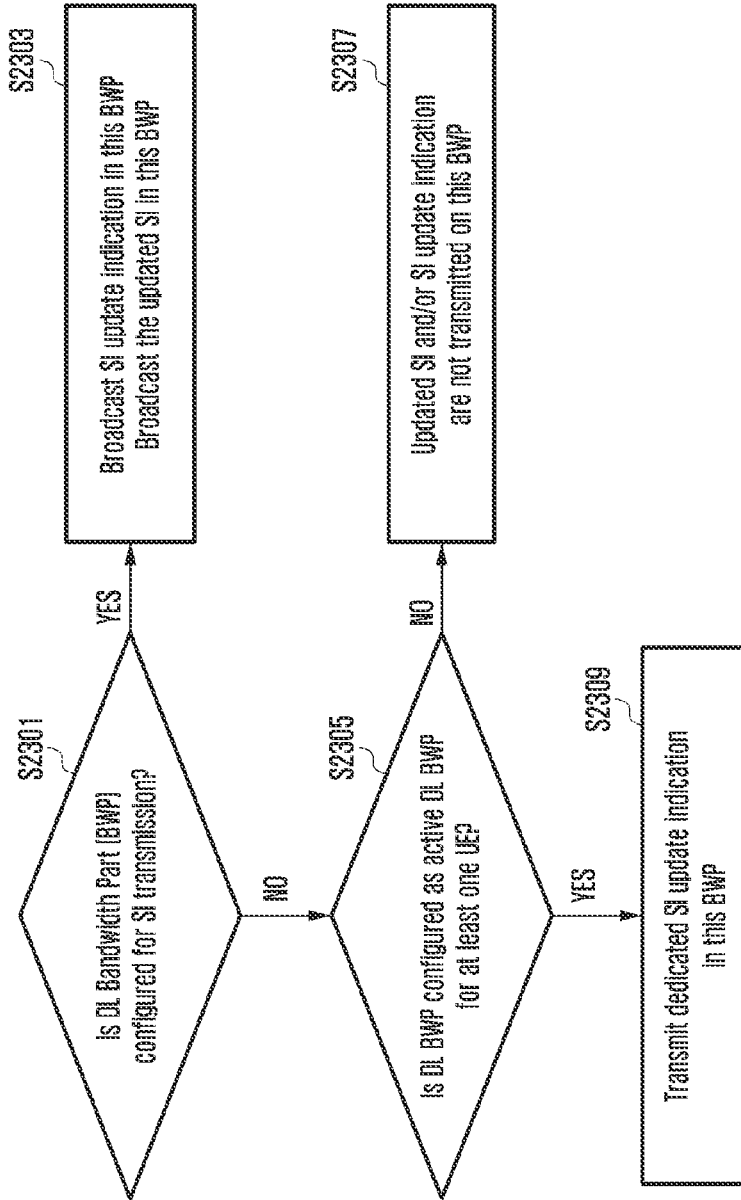 S2301
Is DL Bandwidth Part (BWP)
configured for SI transmission?
YES
S2303
Broadcast SI update indication in this BWP
Broadcast the updated SI in this BWP
NO
S2305
Is DL BWP configured as active DL BWP
for at least one UE?
NO
S2307
Updated SI and/or SI update indication
are not transmitted on this BWP
YES
S2309
Transmit dedicated SI update indication
in this BWP